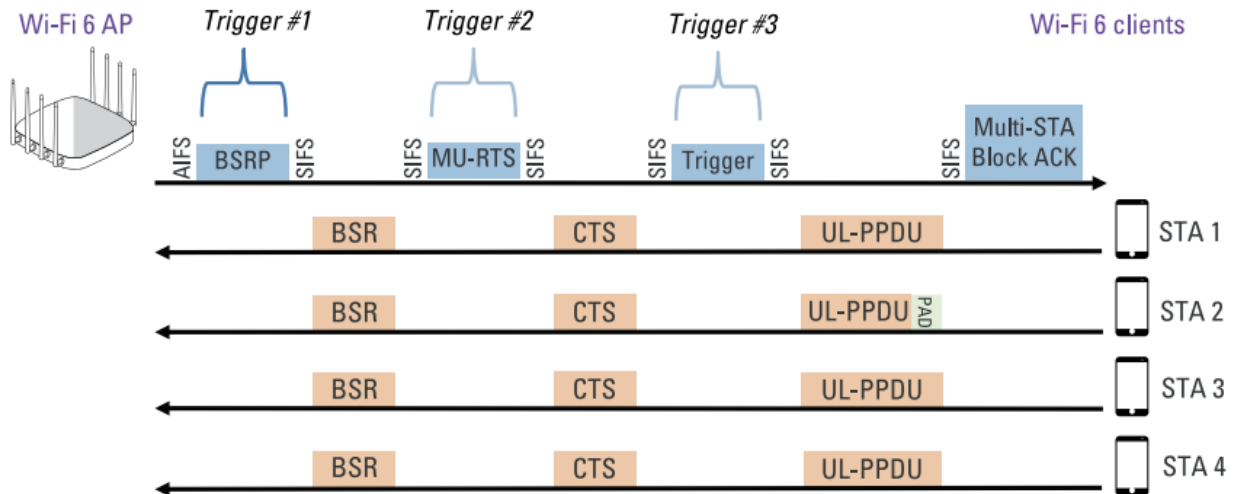 Wi-Fi 6 AP
Trigger #1
Trigger #2
Trigger #3
Wi-Fi 6 clients
AIFS
BSRP
SIFS
SIFS
MU-RTS
SIFS
SIFS
Trigger
SIFS
SIFS
Multi-STA
Block ACK
BSR
CTS
UL-PPDU
STA 1
BSR
CTS
UL-PPDU
PAD
STA 2
BSR
CTS
UL-PPDU
STA 3
BSR
CTS
UL-PPDU
STA 4